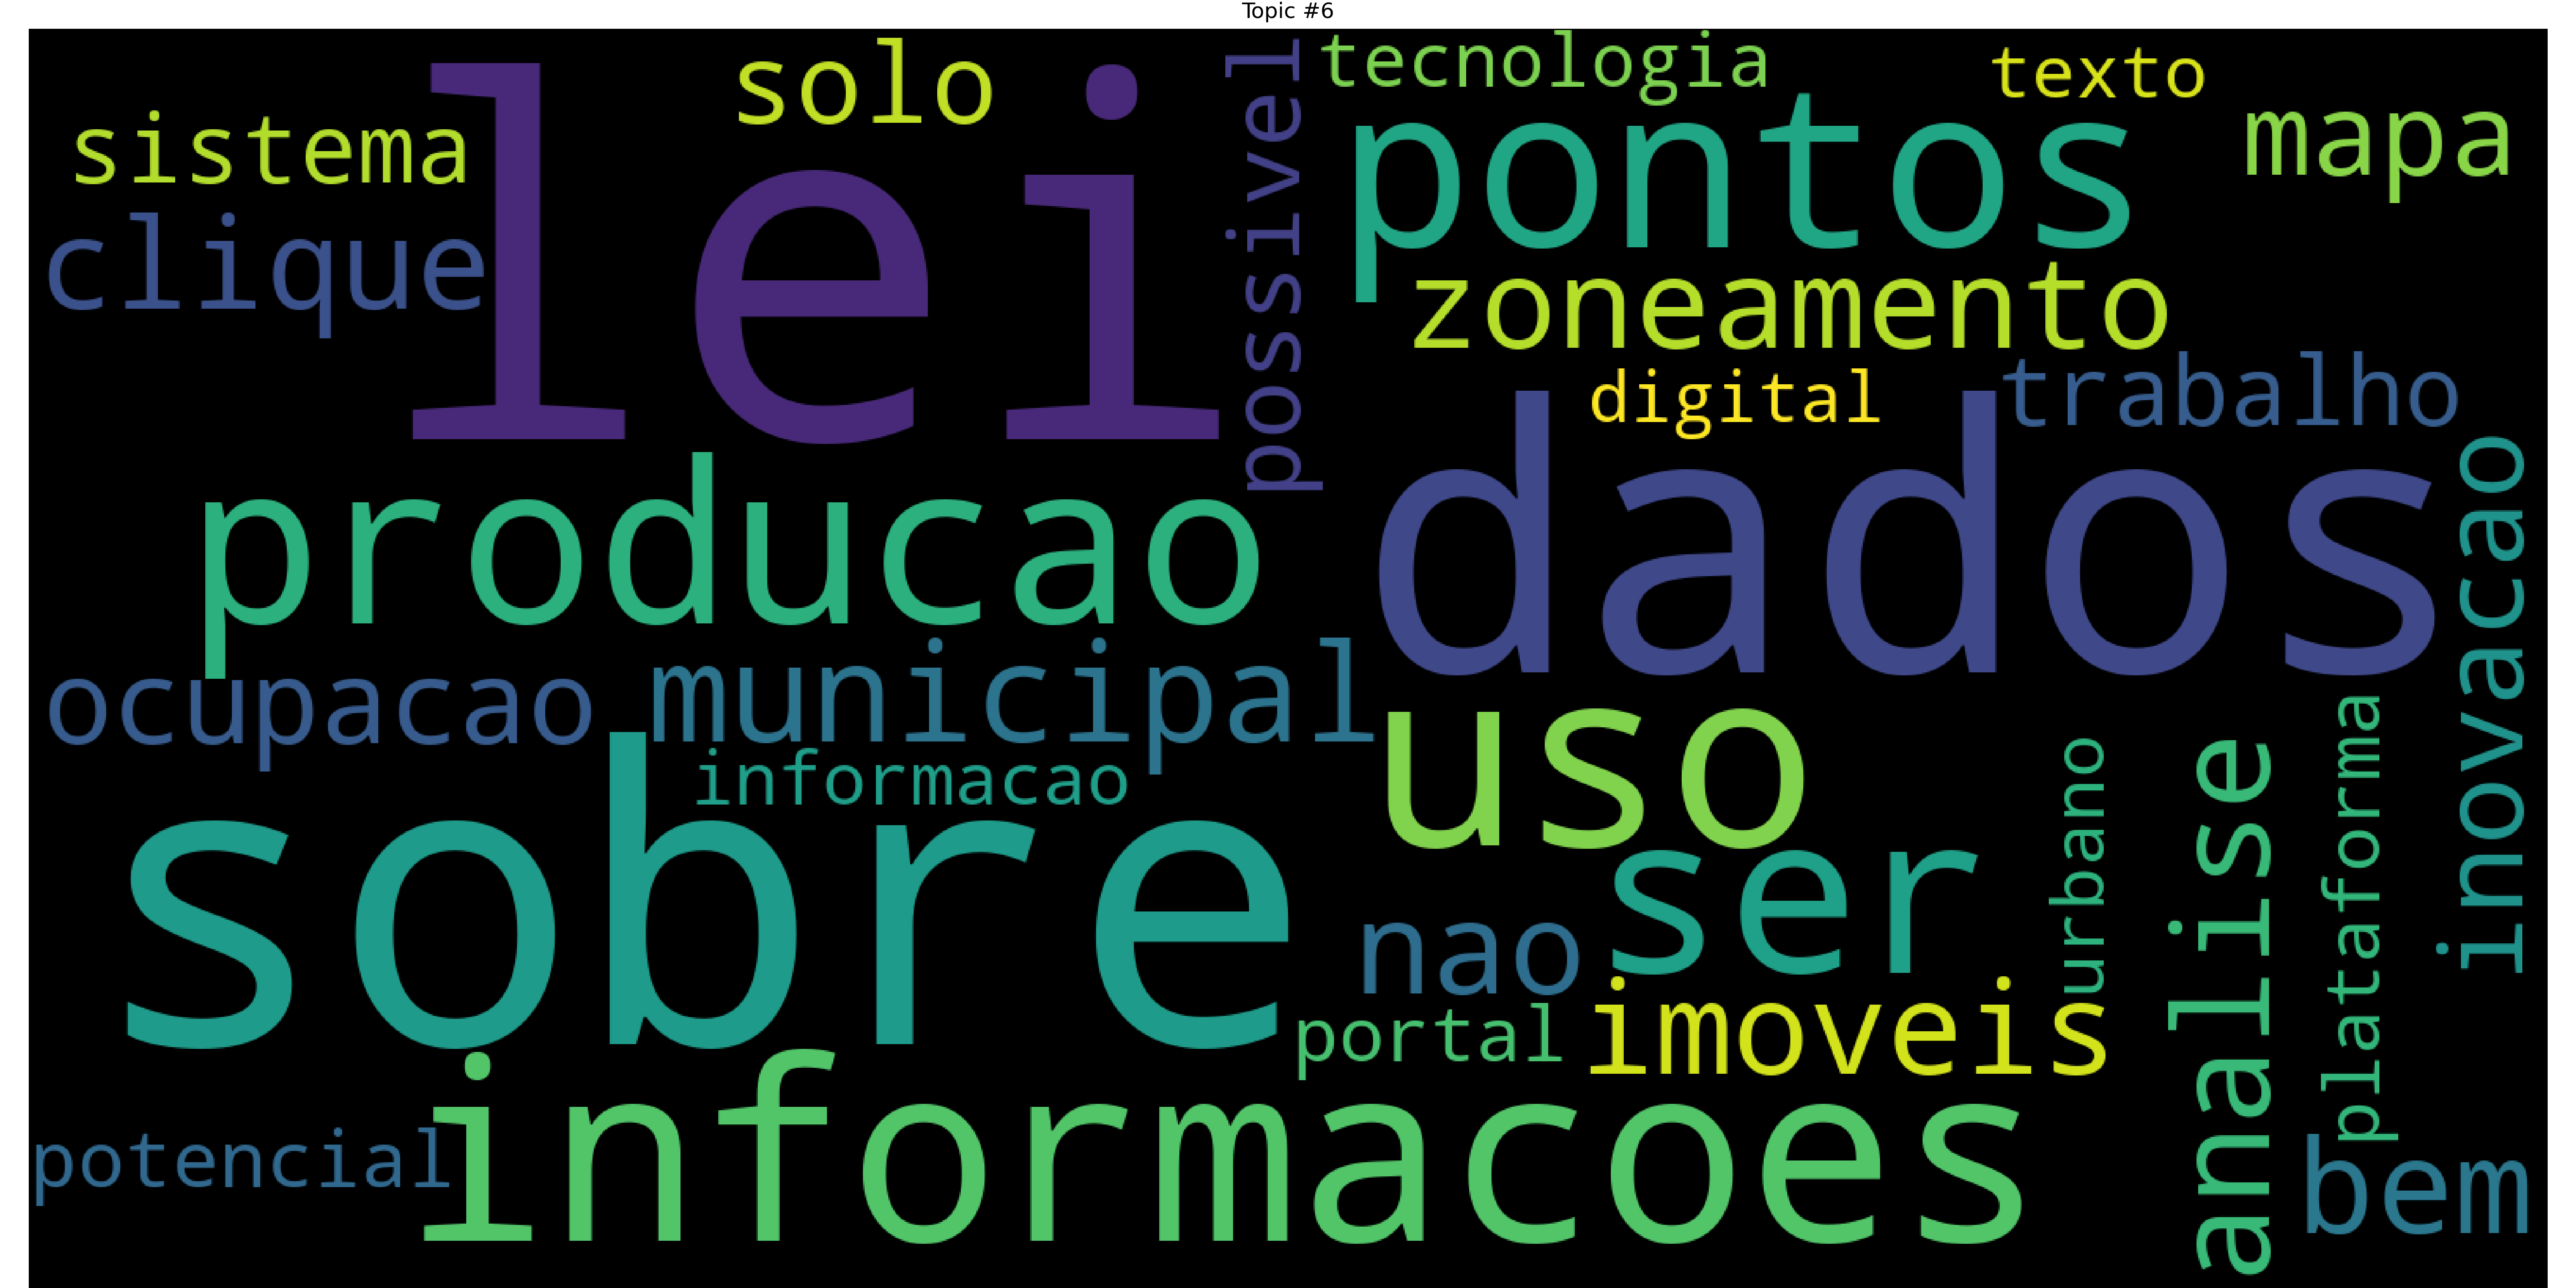 Topic #6
solo
tecnologia
texto
sistema
lei
possivel
pontos
mapa
clique
zoneamento
digital
trabalho
producao
dados
inovacao
ocupacao
municipal
informacao
uso
sobre
ser
urbano
analise
plataforma
nao
portal
imoveis
potencial
informacoes
bem